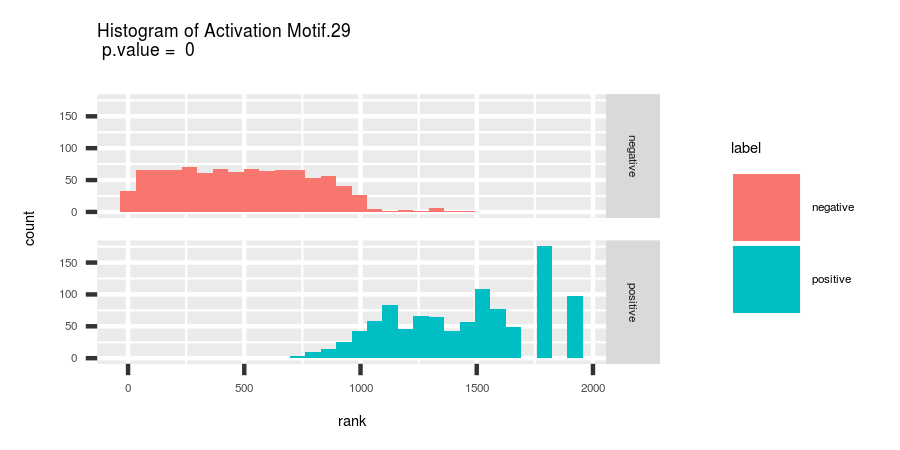 Histogram of Activation Motif.29
p.value = 0
count
150
100
50
0
negative
150
100
50
0
positive
0 500 1000 1500 2000
rank
label
negative
positive